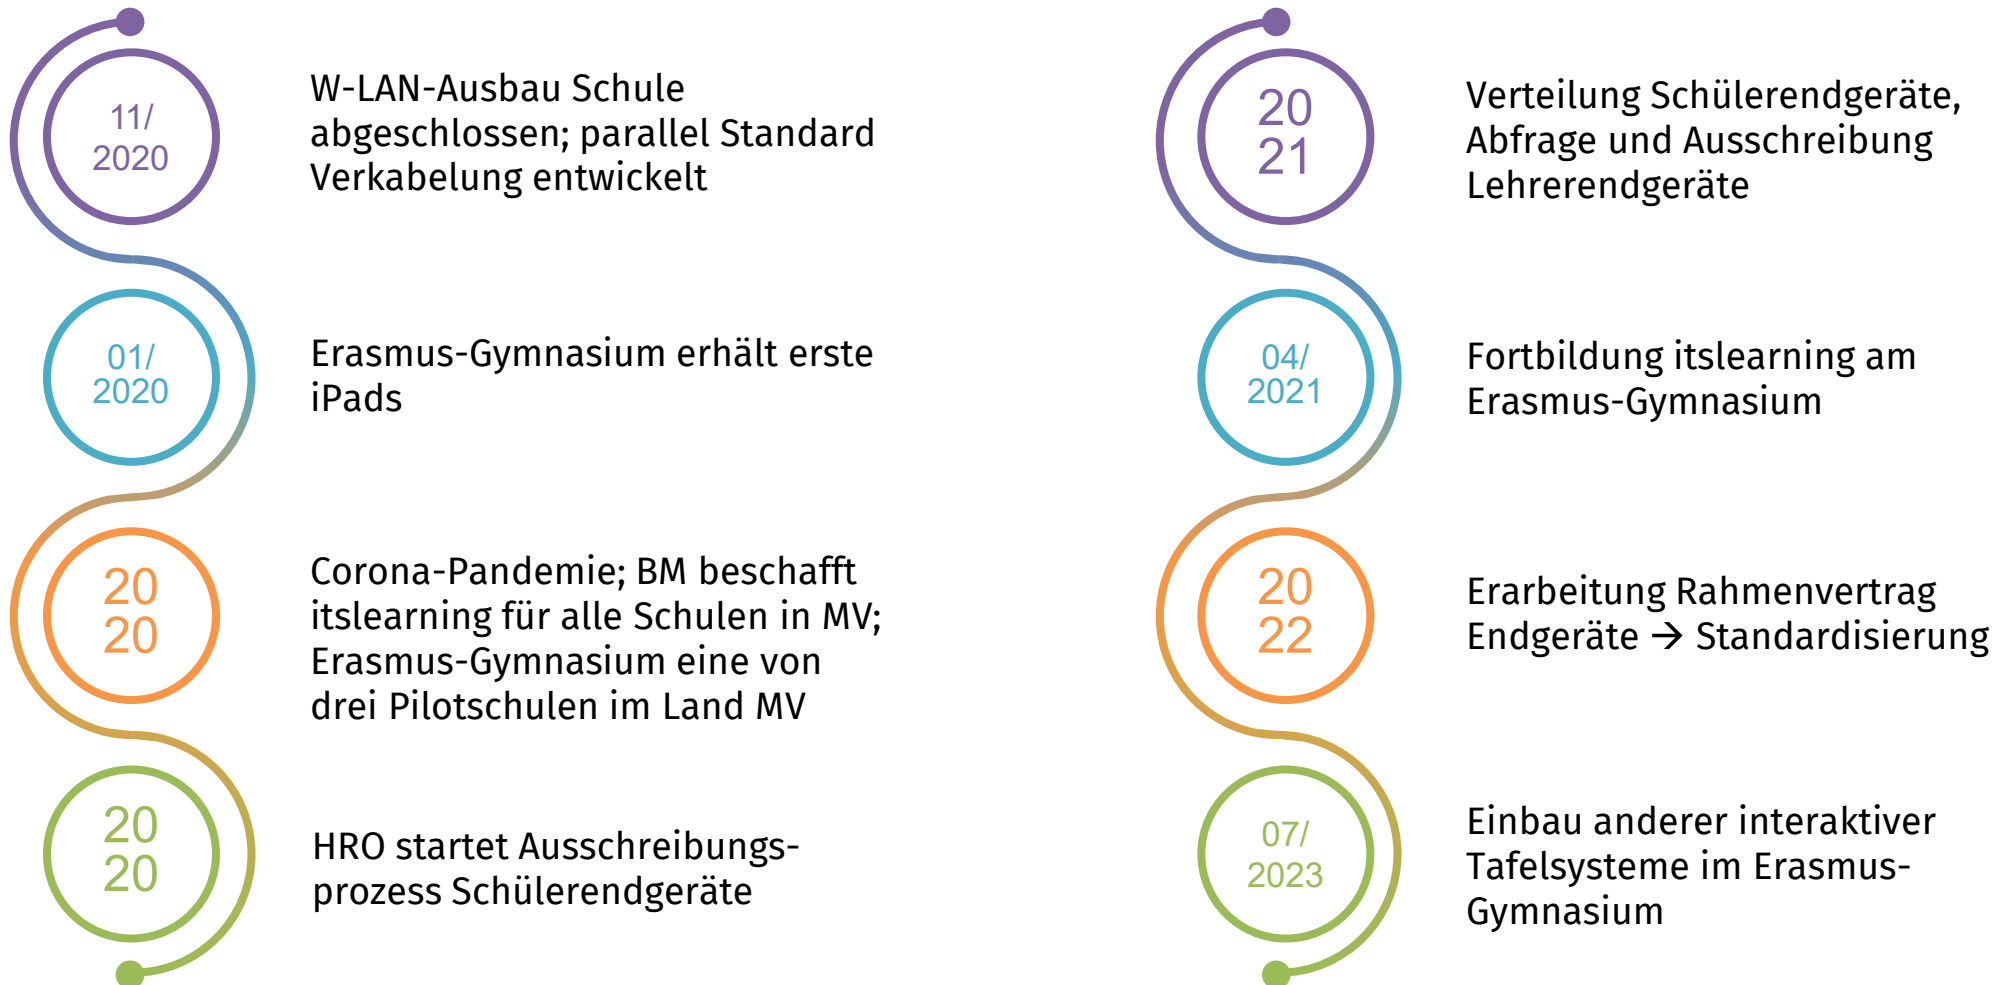 11/
2020
W-LAN-Ausbau Schule
abgeschlossen; parallel Standard
Verkabelung entwickelt
01/
2020
Erasmus-Gymnasium erhält erste
iPads
20
20
Corona-Pandemie; BM beschafft
itslearning für alle Schulen in MV;
Erasmus-Gymnasium eine von
drei Pilotschulen im Land MV
20
20
HRO startet Ausschreibungs-
prozess Schülerendgeräte
20
21
Verteilung Schülerendgeräte,
Abfrage und Ausschreibung
Lehrerendgeräte
04/
2021
Fortbildung itslearning am
Erasmus-Gymnasium
20
22
Erarbeitung Rahmenvertrag
Endgeräte → Standardisierung
07/
2023
Einbau anderer interaktiver
Tafelsysteme im Erasmus-
Gymnasium